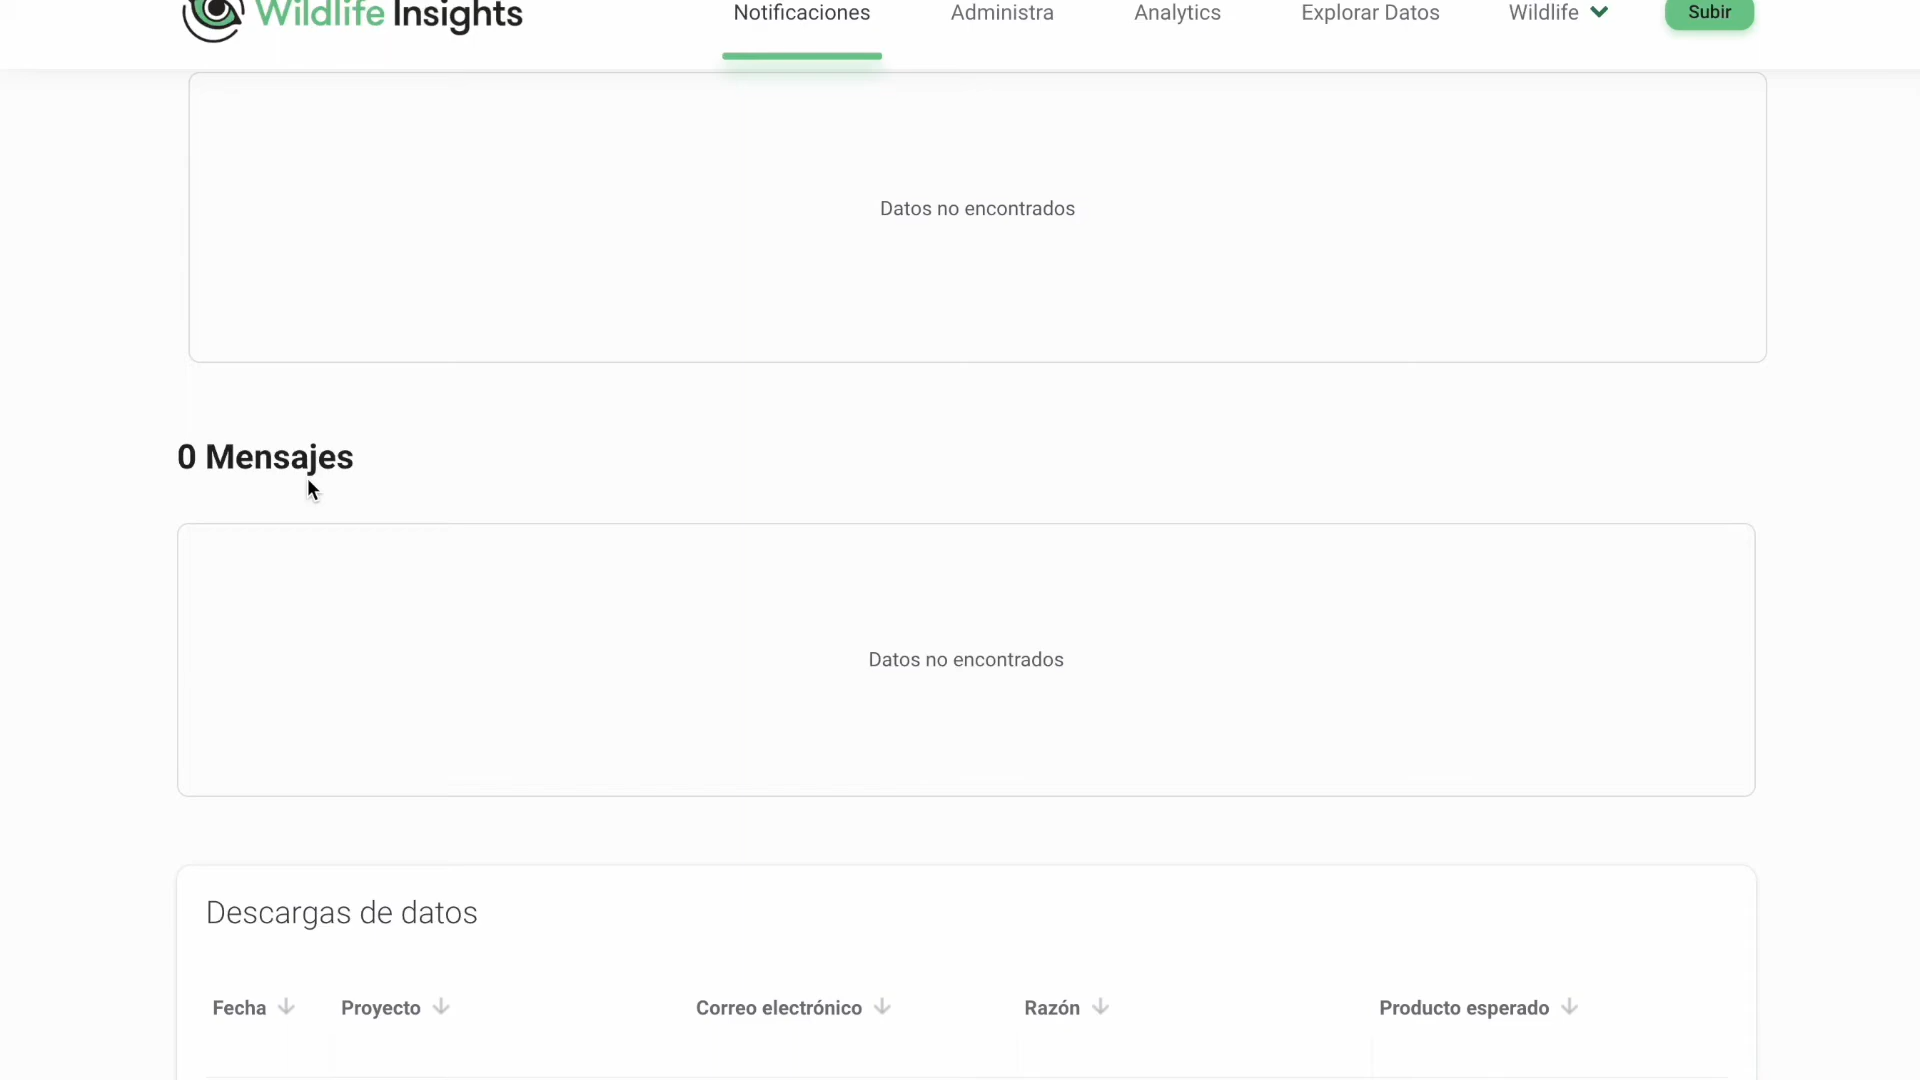 Wildlife Insights
Notificaciones
Administra
Analytics
Explorar Datos
Wildlife
Subir
Datos no encontrados
0 Mensajes
Datos no encontrados
Descargas de datos
Fecha
Proyecto
Correo electrónico
Razón
Producto esperado